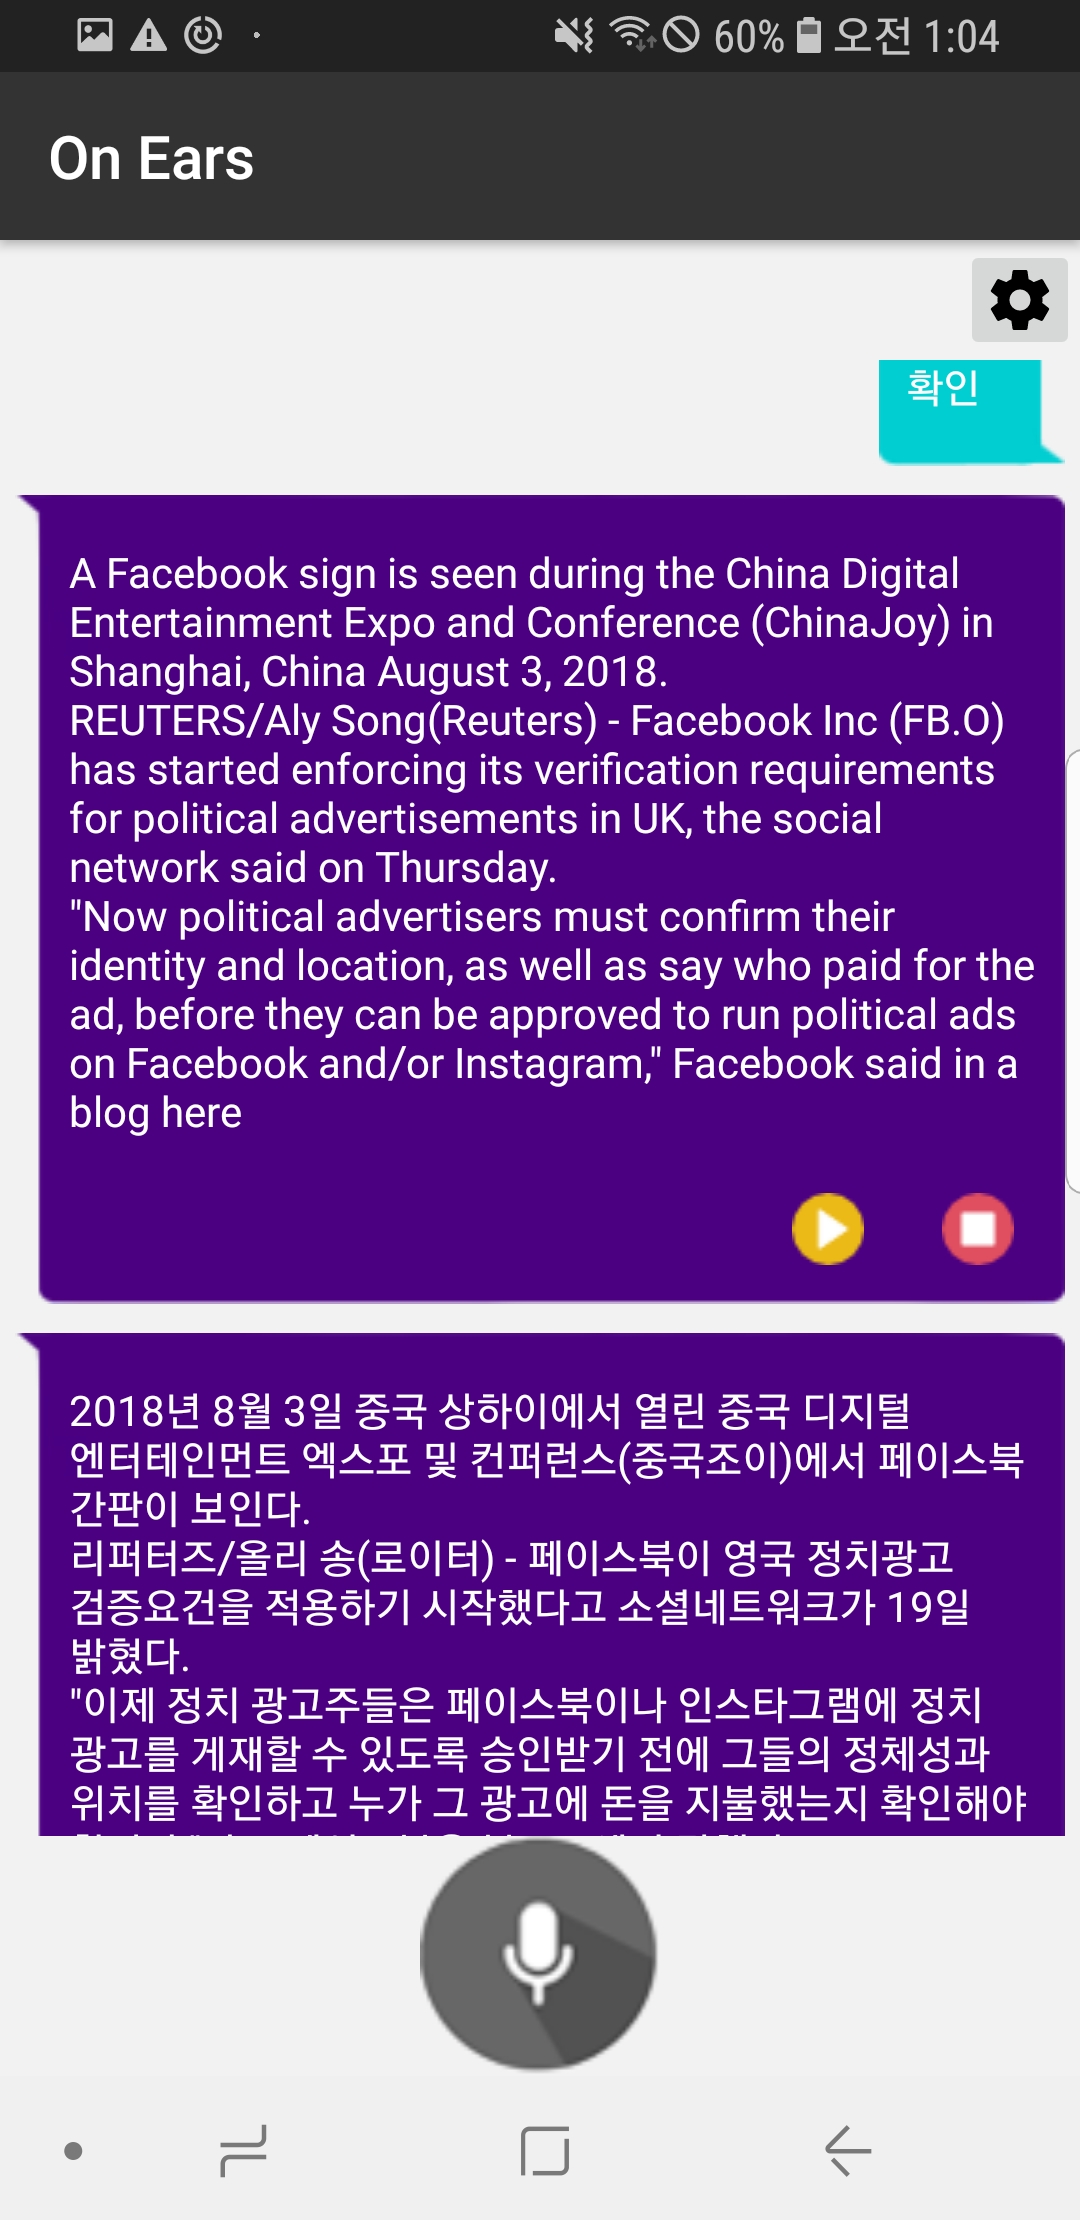 60% 오전 1:04
On Ears
확인
A Facebook sign is seen during the China Digital
Entertainment Expo and Conference (ChinaJoy) in
Shanghai, China August 3, 2018.
REUTERS/Aly Song(Reuters) - Facebook Inc (FB.O)
has started enforcing its verification requirements
for political advertisements in UK, the social
network said on Thursday.
"Now political advertisers must confirm their
identity and location, as well as say who paid for the
ad, before they can be approved to run political ads
on Facebook and/or Instagram," Facebook said in a
blog here
2018년 8월 3일 중국 상하이에서 열린 중국 디지털
엔터테인먼트 엑스포 및 컨퍼런스(중국조이)에서 페이스북
간판이 보인다.
리퍼터즈/올리 송(로이터) - 페이스북이 영국 정치광고
검증요건을 적용하기 시작했다고 소셜네트워크가 19일
밝혔다.
"이제 정치 광고주들은 페이스북이나 인스타그램에 정치
광고를 게재할 수 있도록 승인받기 전에 그들의 정체성과
위치를 확인하고 누가 그 광고에 돈을 지불했는지 확인해야